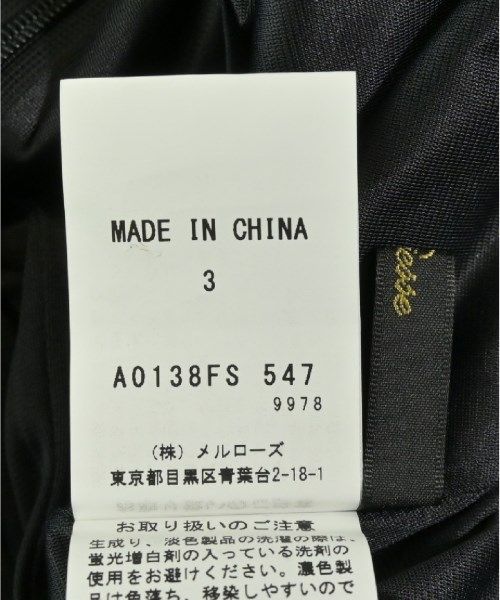 MADE IN CHINA
3
A0138FS 547
9978
(株) メルローズ
東京都目黒区青葉台2-18-1
お取り扱いのご注意
生成り、淡色製品の洗濯の際は、
蛍光増白剤の入っている洗剤の
使用をお避けください。濃色製
品は色落ち、移染しやすいので